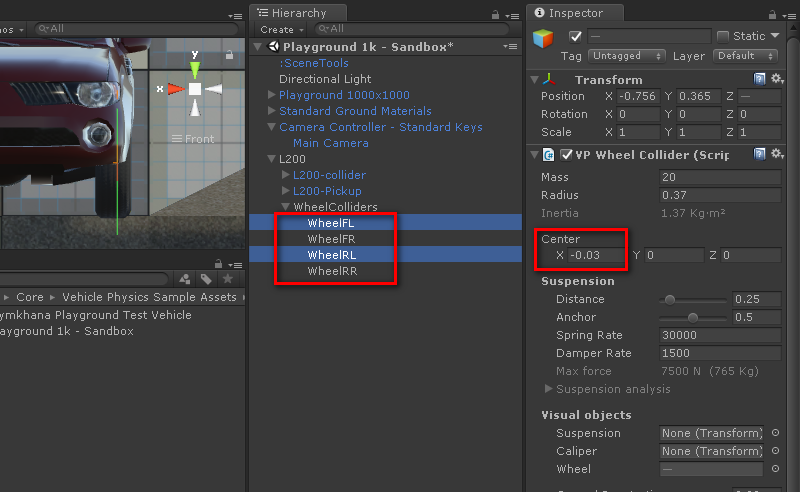 nos
All
y
x
Front
Core ▸ Vehicle Physics Sample Assets ▸
ymkhana Playground Test Vehicle
ayground 1k - Sandbox
Hierarchy
Create
All
Playground 1k - Sandbox*
:SceneTools
Directional Light
Playground 1000x1000
Standard Ground Materials
Camera Controller - Standard Keys
Main Camera
L200
L200-collider
L200-Pickup
WheelColliders
WheelFL
WheelFR
WheelRL
WheelRR
Inspector
— Static
Tag Untagged Layer Default
Transform
Position X -0.756 Y 0.365 Z —
Rotation X 0 Y 0 Z 0
Scale X 1 Y 1 Z 1
VP Wheel Collider (Scrip
Mass 20
Radius 0.37
Inertia 1.37 Kg·m²
Center
X -0.03 Y 0 Z 0
Suspension
Distance 0.25
Anchor 0.5
Spring Rate 30000
Damper Rate 1500
Max force 7500 N (765 Kg)
Suspension analysis
Visual objects
Suspension None (Transform)
Caliper None (Transform)
Wheel —